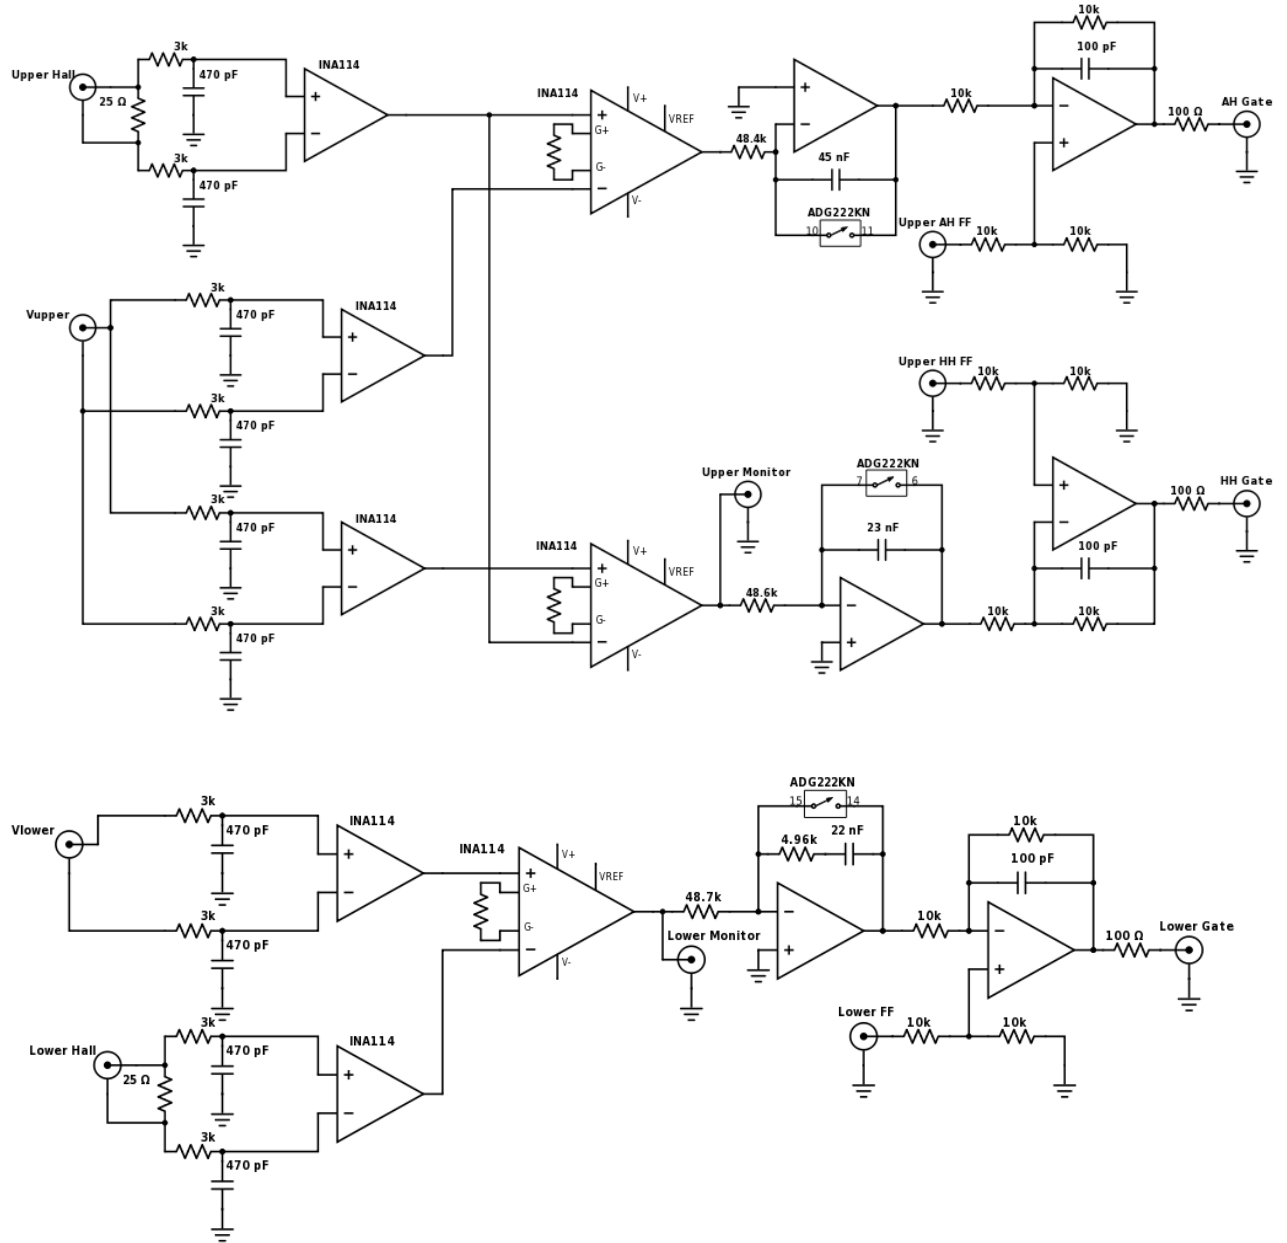 10k
3k
100 pF
INA114
Upper Hall
470 pF
25 Ω
INA114
V+
10k
100 Ω
AH Gate
VREF
+
−
+
−
G+
48.4k
+
−
−
+
3k
45 nF
G-
470 pF
V-
ADG222KN
10
11
Upper AH FF
10k
10k
3k
INA114
470 pF
Vupper
+
−
Upper HH FF
10k
10k
3k
470 pF
Upper Monitor
ADG222KN
7
6
HH Gate
100 Ω
3k
INA114
470 pF
+
−
23 nF
+
−
INA114
V+
100 pF
VREF
+
G+
48.6k
−
+
10k
10k
3k
G-
−
470 pF
V-
ADG222KN
15
14
3k
22 nF
10k
INA114
INA114
Vlower
470 pF
4.96k
V+
100 pF
+
−
VREF
+
G+
48.7k
−
+
3k
10k
G-
Lower Monitor
−
100 Ω
Lower Gate
−
+
470 pF
V-
Lower FF
3k
10k
10k
INA114
Lower Hall
470 pF
25 Ω
+
−
3k
470 pF